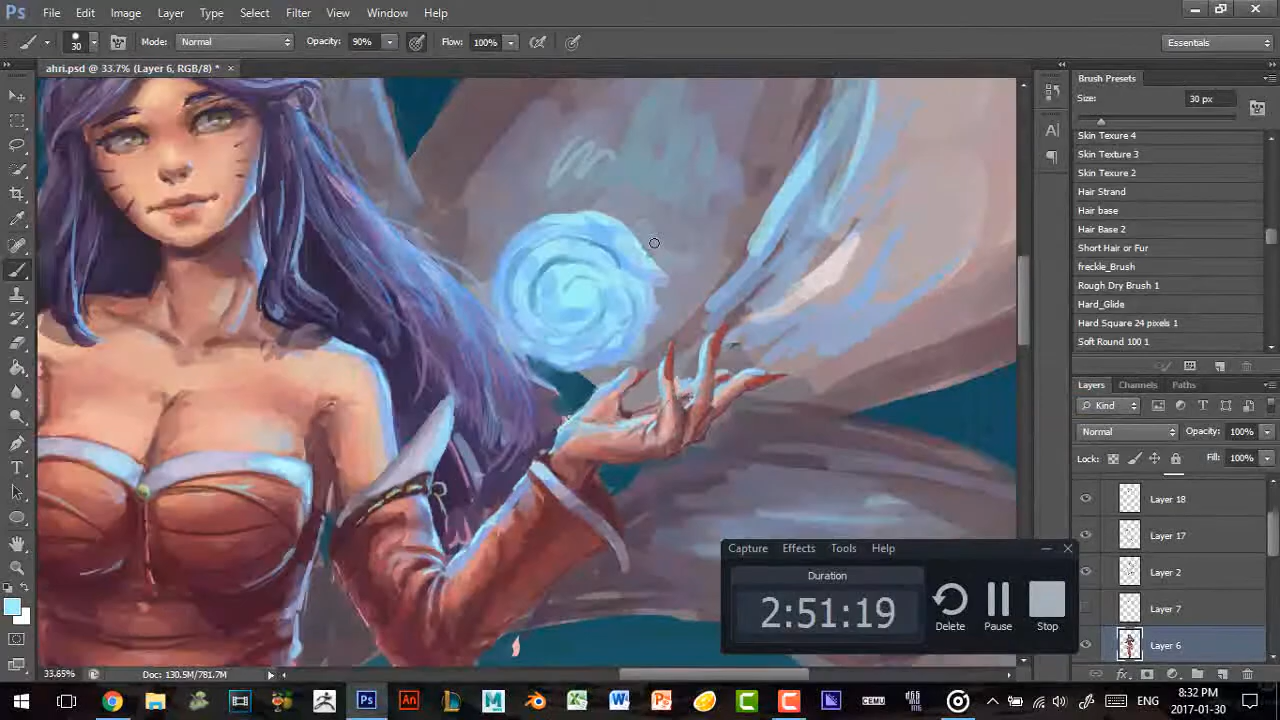 Ps File Edit Image Layer Type Select Filter View Window Help
30 Mode: Normal Opacity: 90% Flow: 100% Essentials
ahri.psd @ 33.7% (Layer 6, RGB/8) * ×
Brush Presets
Size: 30 px
Skin Texure 4
Skin Texture 3
Skin Texture 2
Hair Strand
Hair base
Hair Base 2
Short Hair or Fur
freckle_Brush
Rough Dry Brush 1
Hard_Glide
Hard Square 24 pixels 1
Soft Round 100 1
Layers Channels Paths
Kind
Normal Opacity: 100%
Lock: Fill: 100%
Layer 18
Layer 17
Layer 2
Layer 7
Layer 6
Capture Effects Tools Help
Duration
2:51:19
Delete Pause Stop
33.65% Doc: 130.5M/781.7M
Ps An CEMU ENG 8:32 PM
2017-01-30